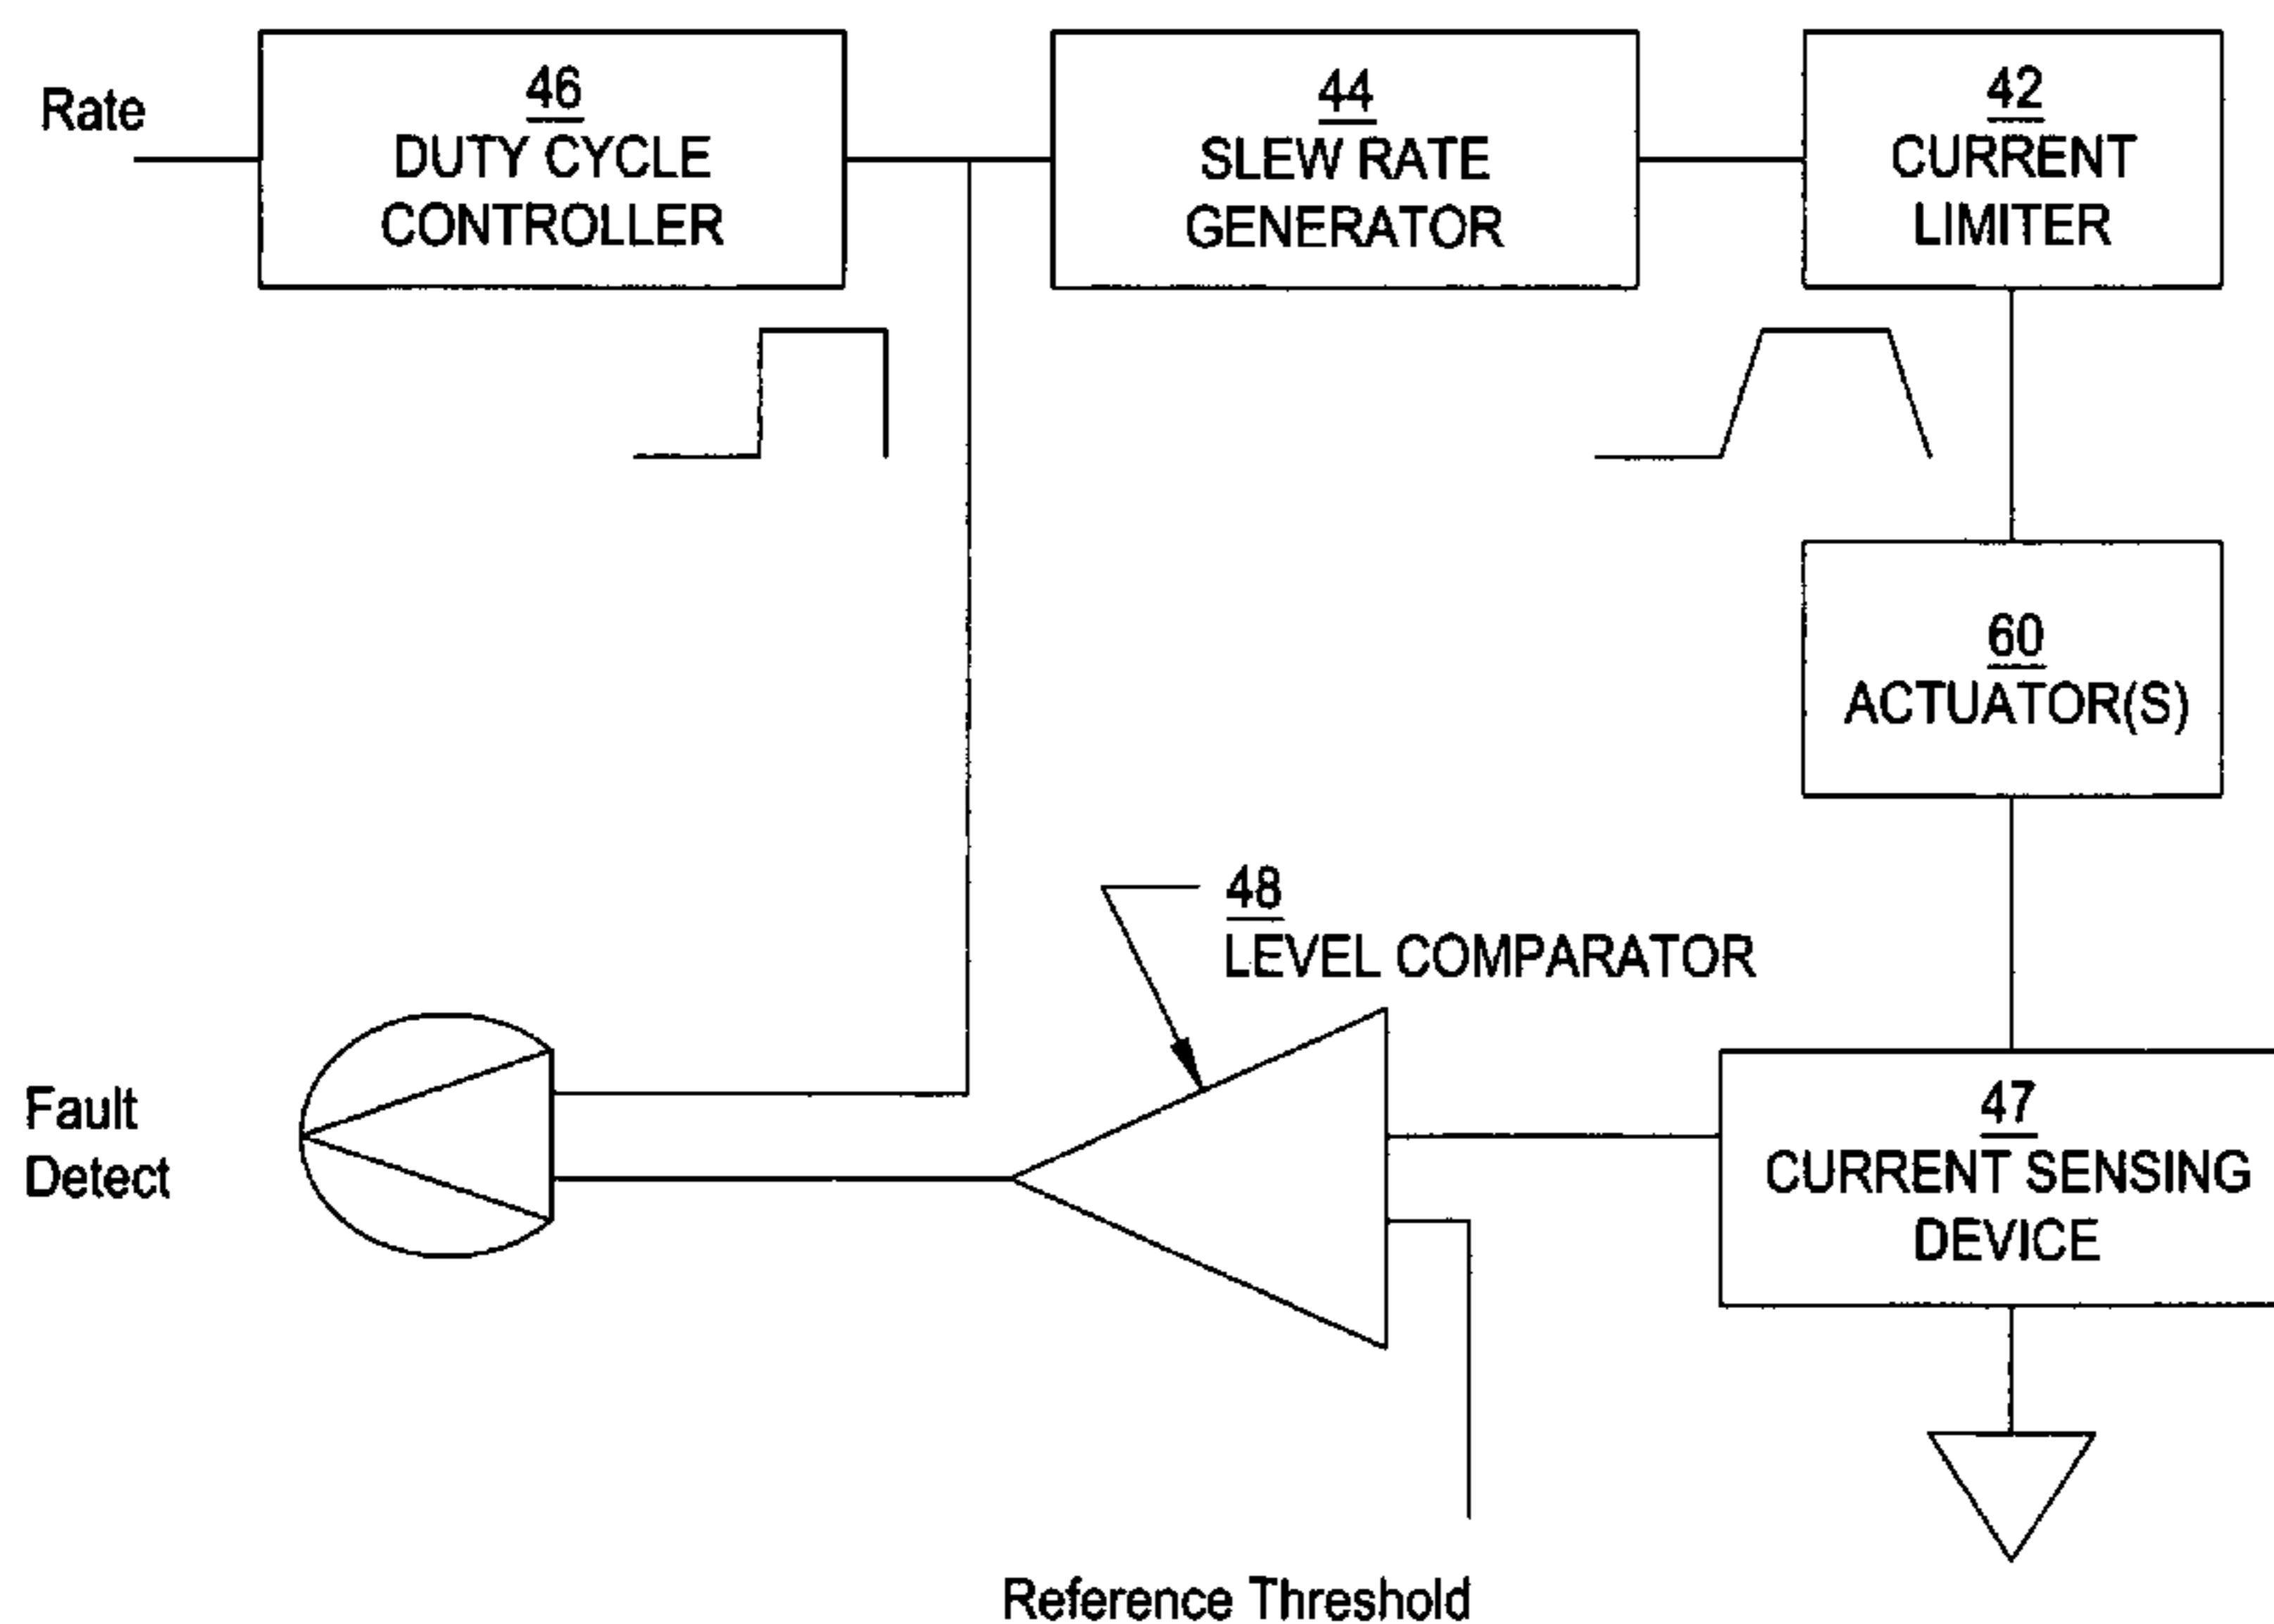 Rate
46
DUTY CYCLE
CONTROLLER
44
SLEW RATE
GENERATOR
42
CURRENT
LIMITER
60
ACTUATOR(S)
48
LEVEL COMPARATOR
Fault
Detect
47
CURRENT SENSING
DEVICE
Reference Threshold